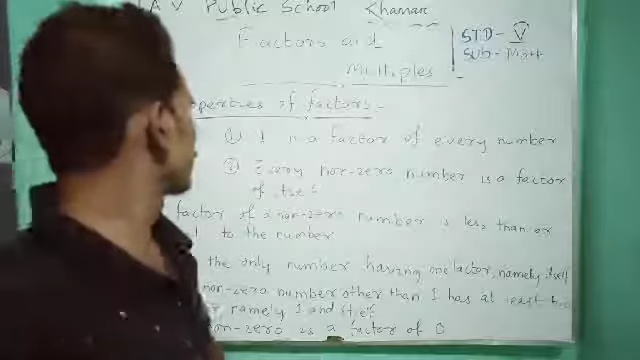 A V Public School Khamar
STD - V
Sub - Math
Factors and
Multiples
operties of factors -
① 1 is a factor of every number
② Every non-zero number is a factor
of itself
factor of a non-zero number is less than or
to the number
the only number having one factor, namely itself
non-zero number other than 1 has at least two
namely 1 and itself
non-zero is a factor of 0